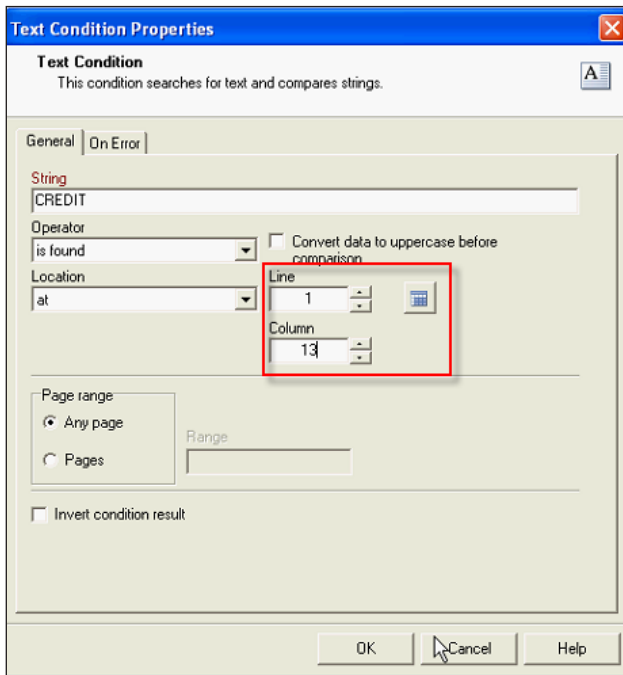 Text Condition Properties
Text Condition
This condition searches for text and compares strings.
A
General On Error
String
CREDIT
Operator
is found
Convert data to uppercase before
comparison
Location
at
Line
1
Column
13
Page range
Any page
Pages
Range
Invert condition result
OK Cancel Help